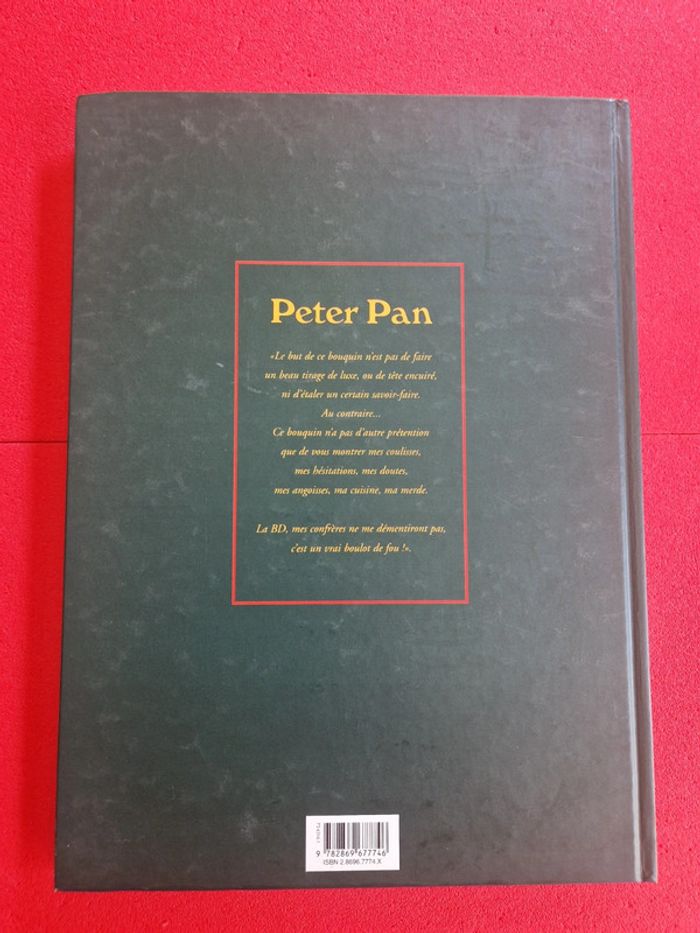 Peter Pan
«Le but de ce bouquin n'est pas de faire
un beau tirage de luxe, ou de tête encuiré,
ni d'étaler un certain savoir-faire.
Au contraire...
Ce bouquin n'a pas d'autre prétention
que de vous montrer mes coulisses,
mes hésitations, mes doutes,
mes angoisses, ma cuisine, ma merde.
La BD, mes confrères ne me démentiront pas,
c'est un vrai boulot de fou !».
9 782869 677746
ISBN 2.8696.7774.X